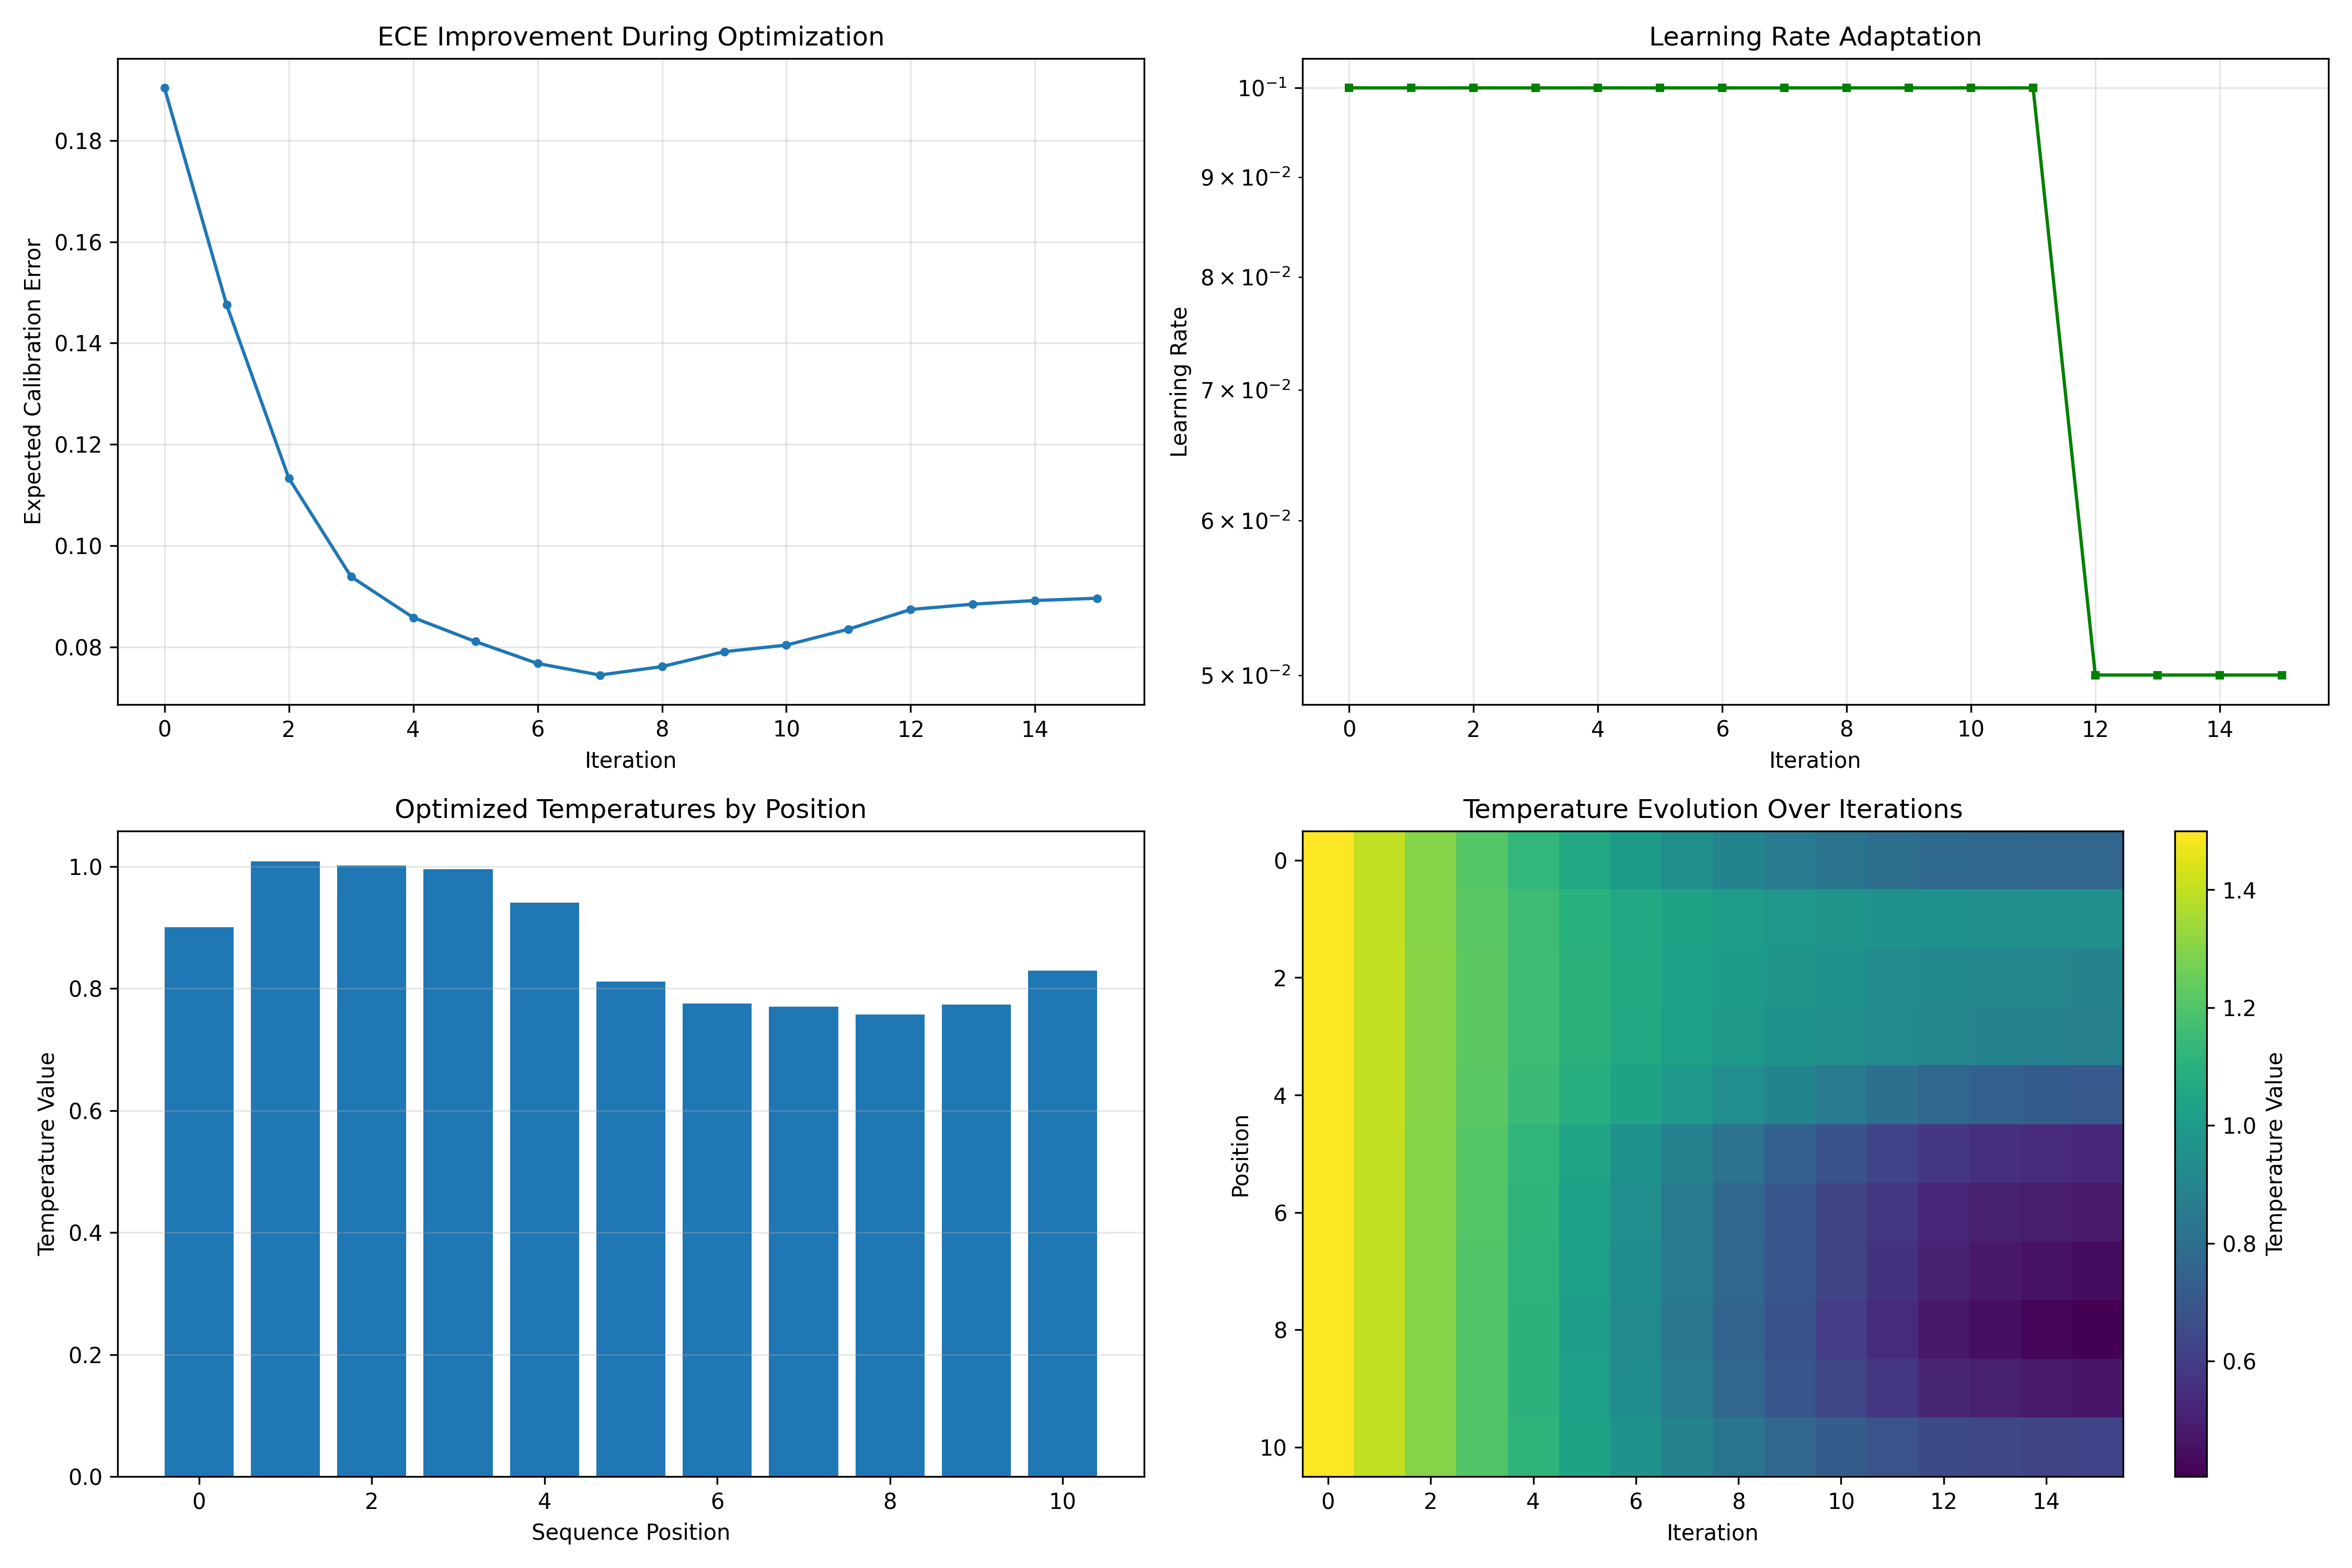 ECE Improvement During Optimization
Expected Calibration Error
0.18
0.16
0.14
0.12
0.10
0.08
0 2 4 6 8 10 12 14
Iteration
Learning Rate Adaptation
Learning Rate
10⁻¹
9 × 10⁻²
8 × 10⁻²
7 × 10⁻²
6 × 10⁻²
5 × 10⁻²
0 2 4 6 8 10 12 14
Iteration
Optimized Temperatures by Position
Temperature Value
1.0
0.8
0.6
0.4
0.2
0.0
0 2 4 6 8 10
Sequence Position
Temperature Evolution Over Iterations
Position
0
2
4
6
8
10
0 2 4 6 8 10 12 14
Iteration
1.4
1.2
1.0
0.8
0.6
Temperature Value